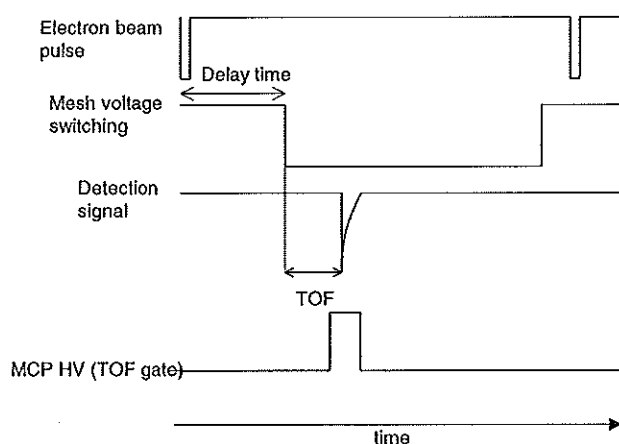 Electron beam
pulse
Delay time
Mesh voltage
switching
Detection
signal
TOF
MCP HV (TOF gate)
time